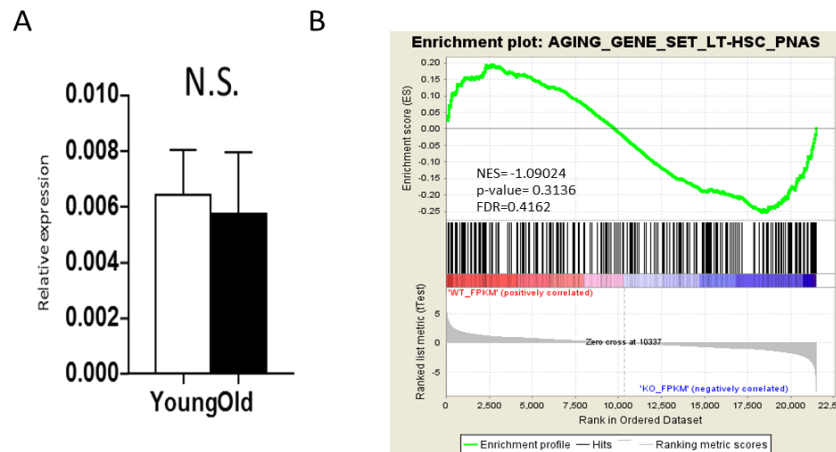 A
B
N.S.
Relative expression
0.010
0.008
0.006
0.004
0.002
0.000
YoungOld
Enrichment plot: AGING_GENE_SET_LT-HSC_PNAS
Enrichment score (ES)
0.20
0.15
0.10
0.05
0.00
-0.05
-0.10
-0.15
-0.20
-0.25
NES= -1.09024
p-value= 0.3136
FDR=0.4162
'WT_FPKM' (positively correlated)
Ranked list metric (tTest)
5
0
-5
Zero cross at 10337
'KO_FPKM' (negatively correlated)
0 2,500 5,000 7,500 10,000 12,500 15,000 17,500 20,000 22,5
Rank in Ordered Dataset
Enrichment profile Hits Ranking metric scores